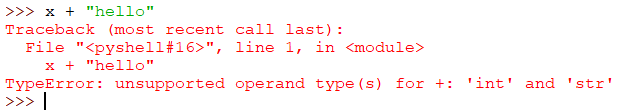 >>> x + "hello"
Traceback (most recent call last):
  File "<pyshell#16>", line 1, in <module>
    x + "hello"
TypeError: unsupported operand type(s) for +: 'int' and 'str'
>>>